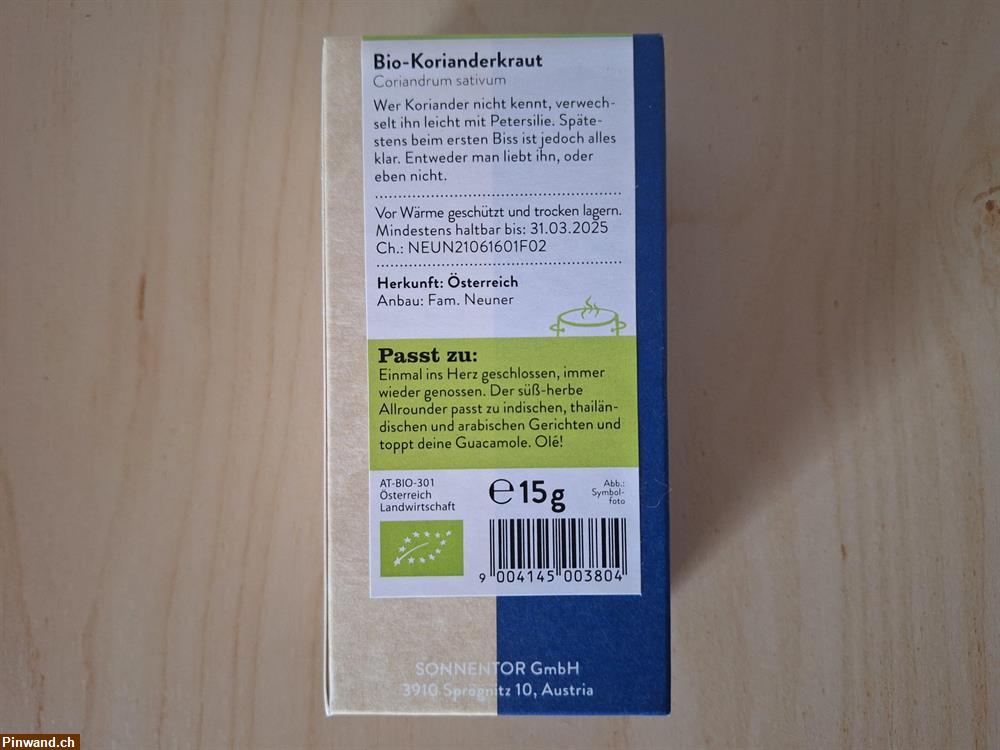 Bio-Korianderkraut
Coriandrum sativum
Wer Koriander nicht kennt, verwech-
selt ihn leicht mit Petersilie. Späte-
stens beim ersten Biss ist jedoch alles
klar. Entweder man liebt ihn, oder
eben nicht.
Vor Wärme geschützt und trocken lagern.
Mindestens haltbar bis: 31.03.2025
Ch.: NEUN21061601F02
Herkunft: Österreich
Anbau: Fam. Neuner
Passt zu:
Einmal ins Herz geschlossen, immer
wieder genossen. Der süß-herbe
Allrounder passt zu indischen, thailän-
dischen und arabischen Gerichten und
toppt deine Guacamole. Olé!
AT-BIO-301
Österreich
Landwirtschaft
℮15g
Abb.:
Symbol-
foto
9 004145 003804
SONNENTOR GmbH
3910 Sprögnitz 10, Austria
Pinwand.ch